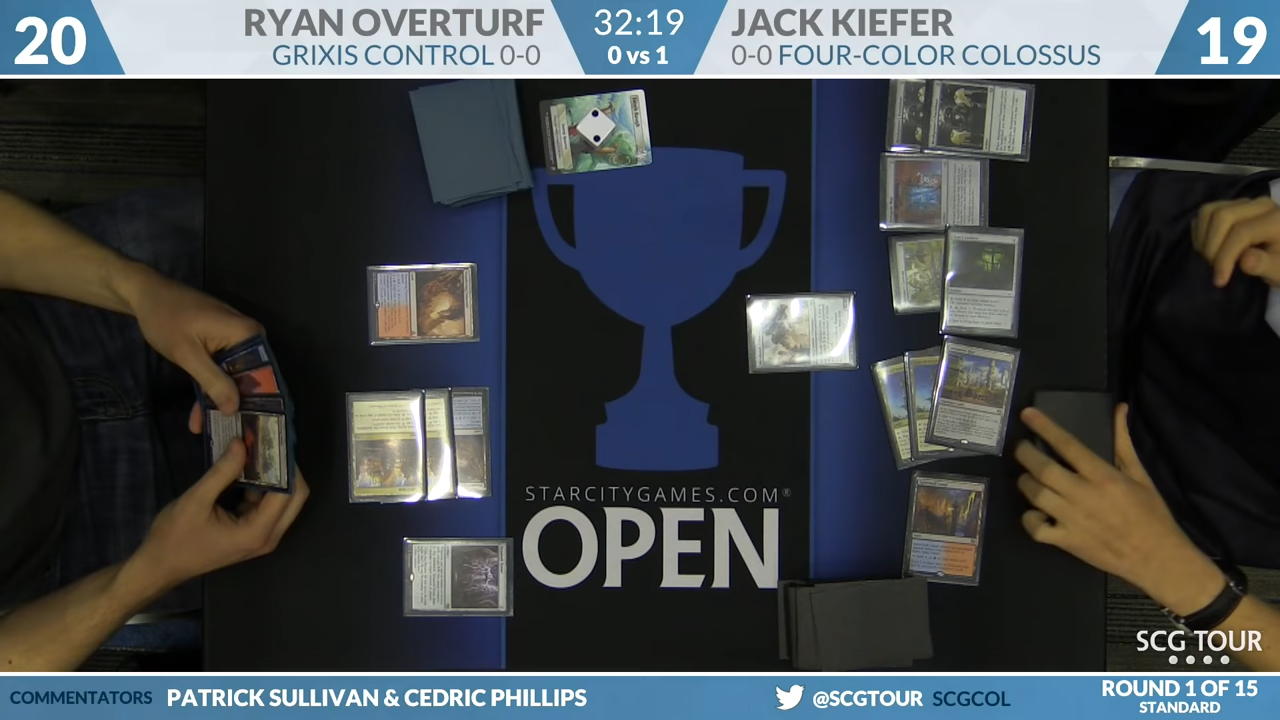 20
RYAN OVERTURF
GRIXIS CONTROL 0-0
32:19
0 vs 1
JACK KIEFER
0-0 FOUR-COLOR COLOSSUS
19
STARCITYGAMES.COM®
OPEN
SCG TOUR
COMMENTATORS PATRICK SULLIVAN & CEDRIC PHILLIPS
@SCGTOUR SCGCOL
ROUND 1 OF 15
STANDARD